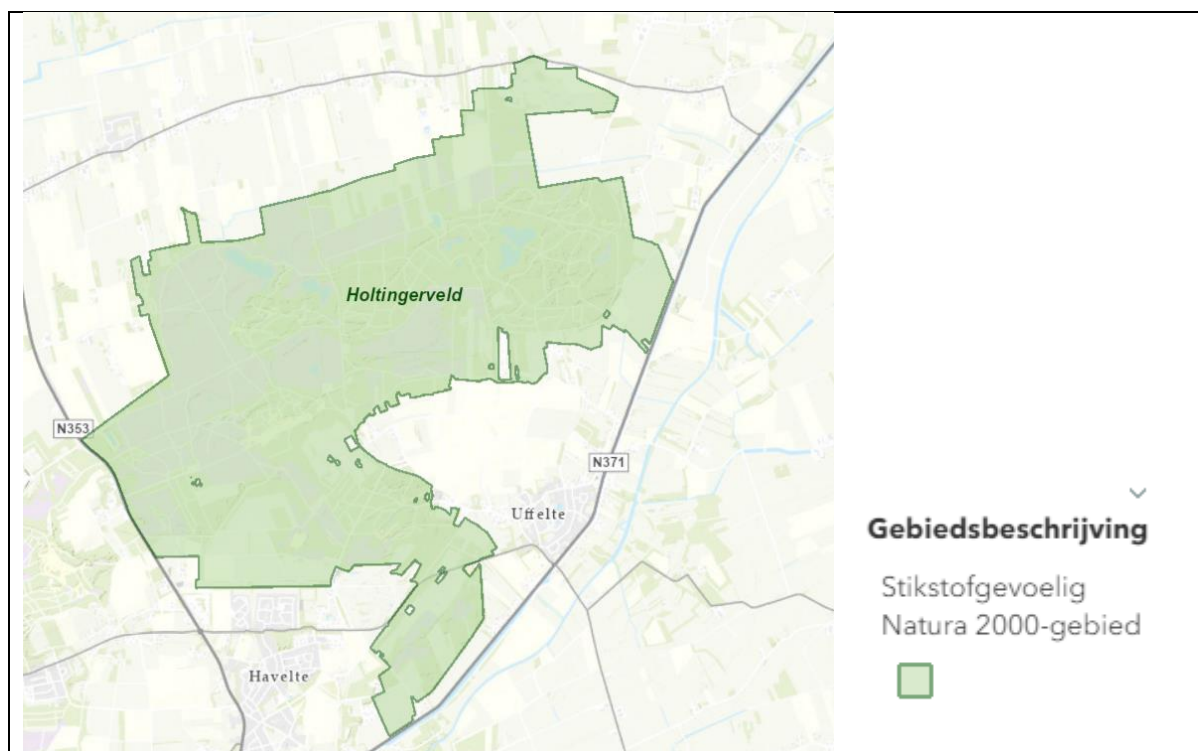 Holtingerveld
N353
N371
Uffelte
Havelte
Gebiedsbeschrijving
Stikstofgevoelig
Natura 2000-gebied